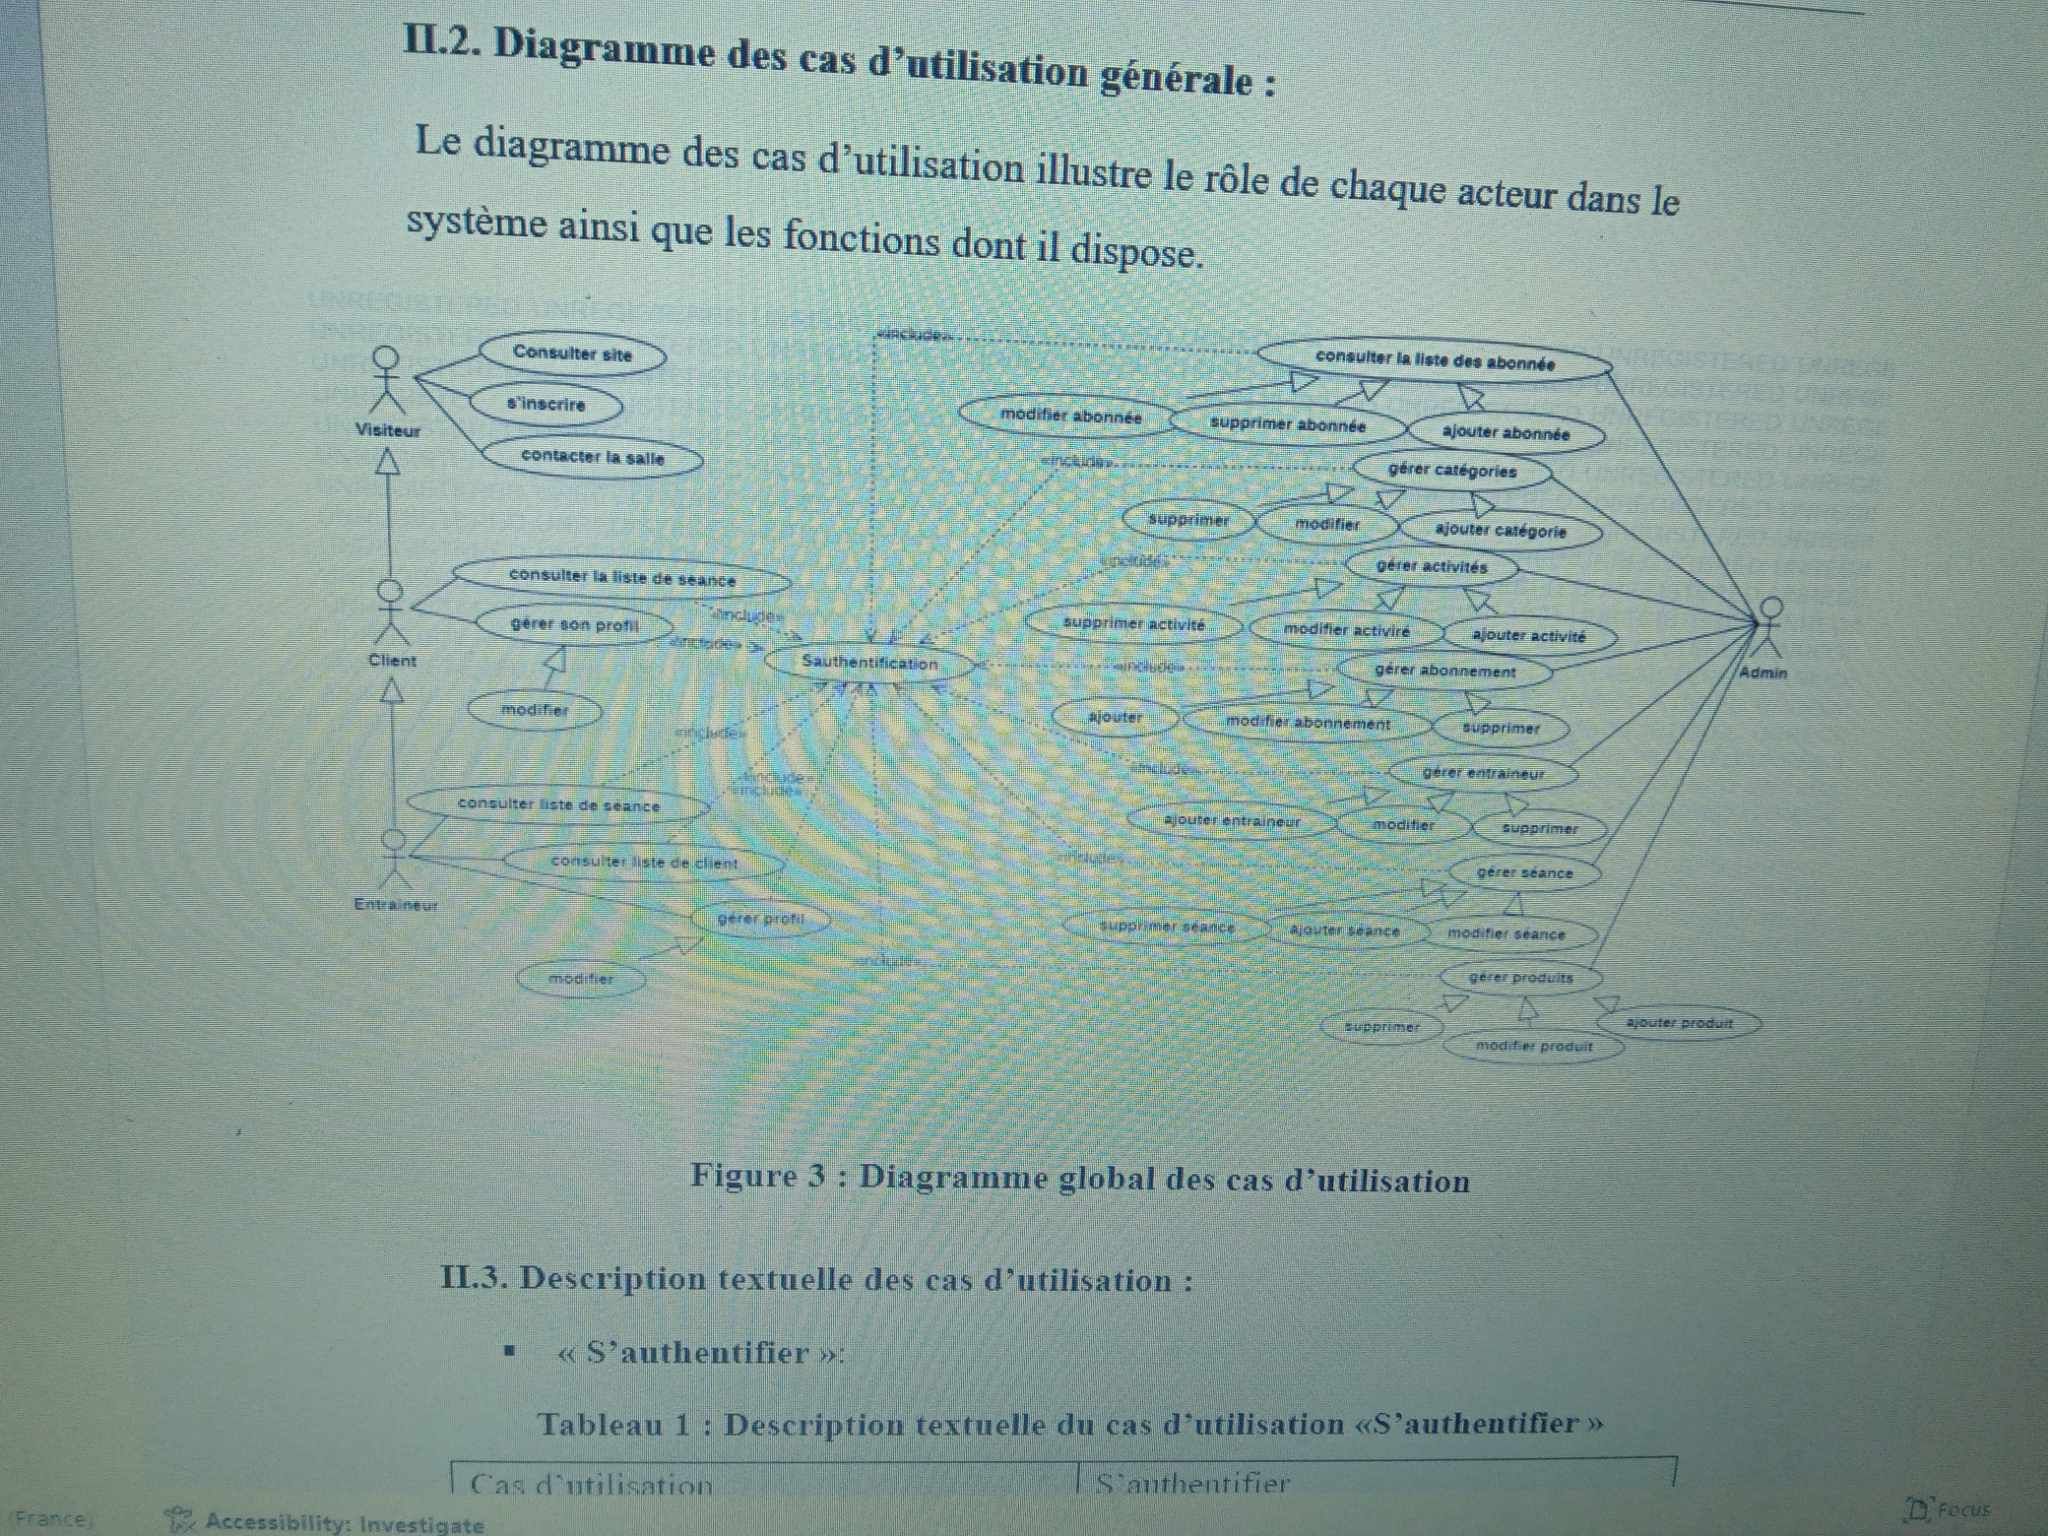 II.2. Diagramme des cas d'utilisation générale :
Le diagramme des cas d'utilisation illustre le rôle de chaque acteur dans le
système ainsi que les fonctions dont il dispose.
«include»
Consulter site
consulter la liste des abonnée
s'inscrire
modifier abonnée
supprimer abonnée
ajouter abonnée
Visiteur
contacter la salle
«include»
gérer catégories
supprimer
modifier
ajouter catégorie
«include»
gérer activités
consulter la liste de seance
«include»
gérer son profil
supprimer activité
modifier activiré
ajouter activité
«include»
Client
Sauthentification
«include»
gérer abonnement
Admin
modifier
ajouter
modifier abonnement
supprimer
«include»
«include»
gérer entraineur
«include»
«include»
consulter liste de séance
ajouter entraineur
modifier
supprimer
consulter liste de client
«include»
gérer séance
Entraineur
gérer profil
supprimer séance
ajouter séance
modifier séance
«include»
modifier
gérer produits
supprimer
modifier produit
ajouter produit
Figure 3 : Diagramme global des cas d'utilisation
II.3. Description textuelle des cas d'utilisation :
▪ « S'authentifier »:
Tableau 1 : Description textuelle du cas d'utilisation «S'authentifier »
Cas d'utilisation S'authentifier
(France)
Accessibility: Investigate
Focus